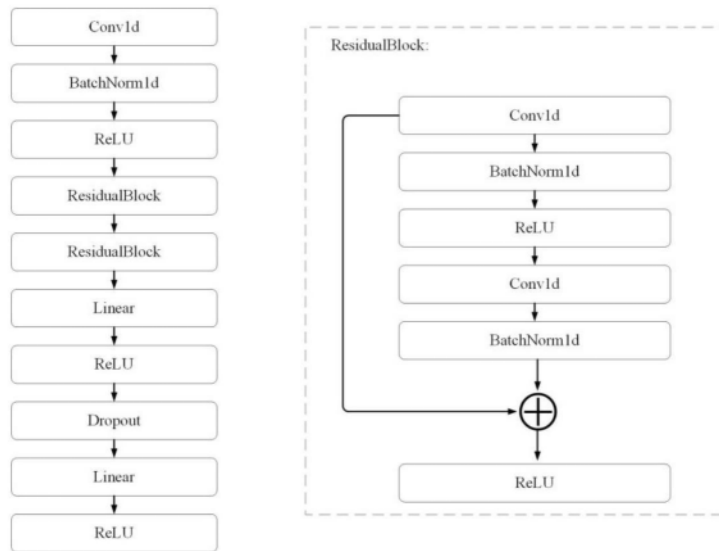 Conv1d
BatchNorm1d
ReLU
ResidualBlock
ResidualBlock
Linear
ReLU
Dropout
Linear
ReLU
ResidualBlock:
Conv1d
BatchNorm1d
ReLU
Conv1d
BatchNorm1d
ReLU